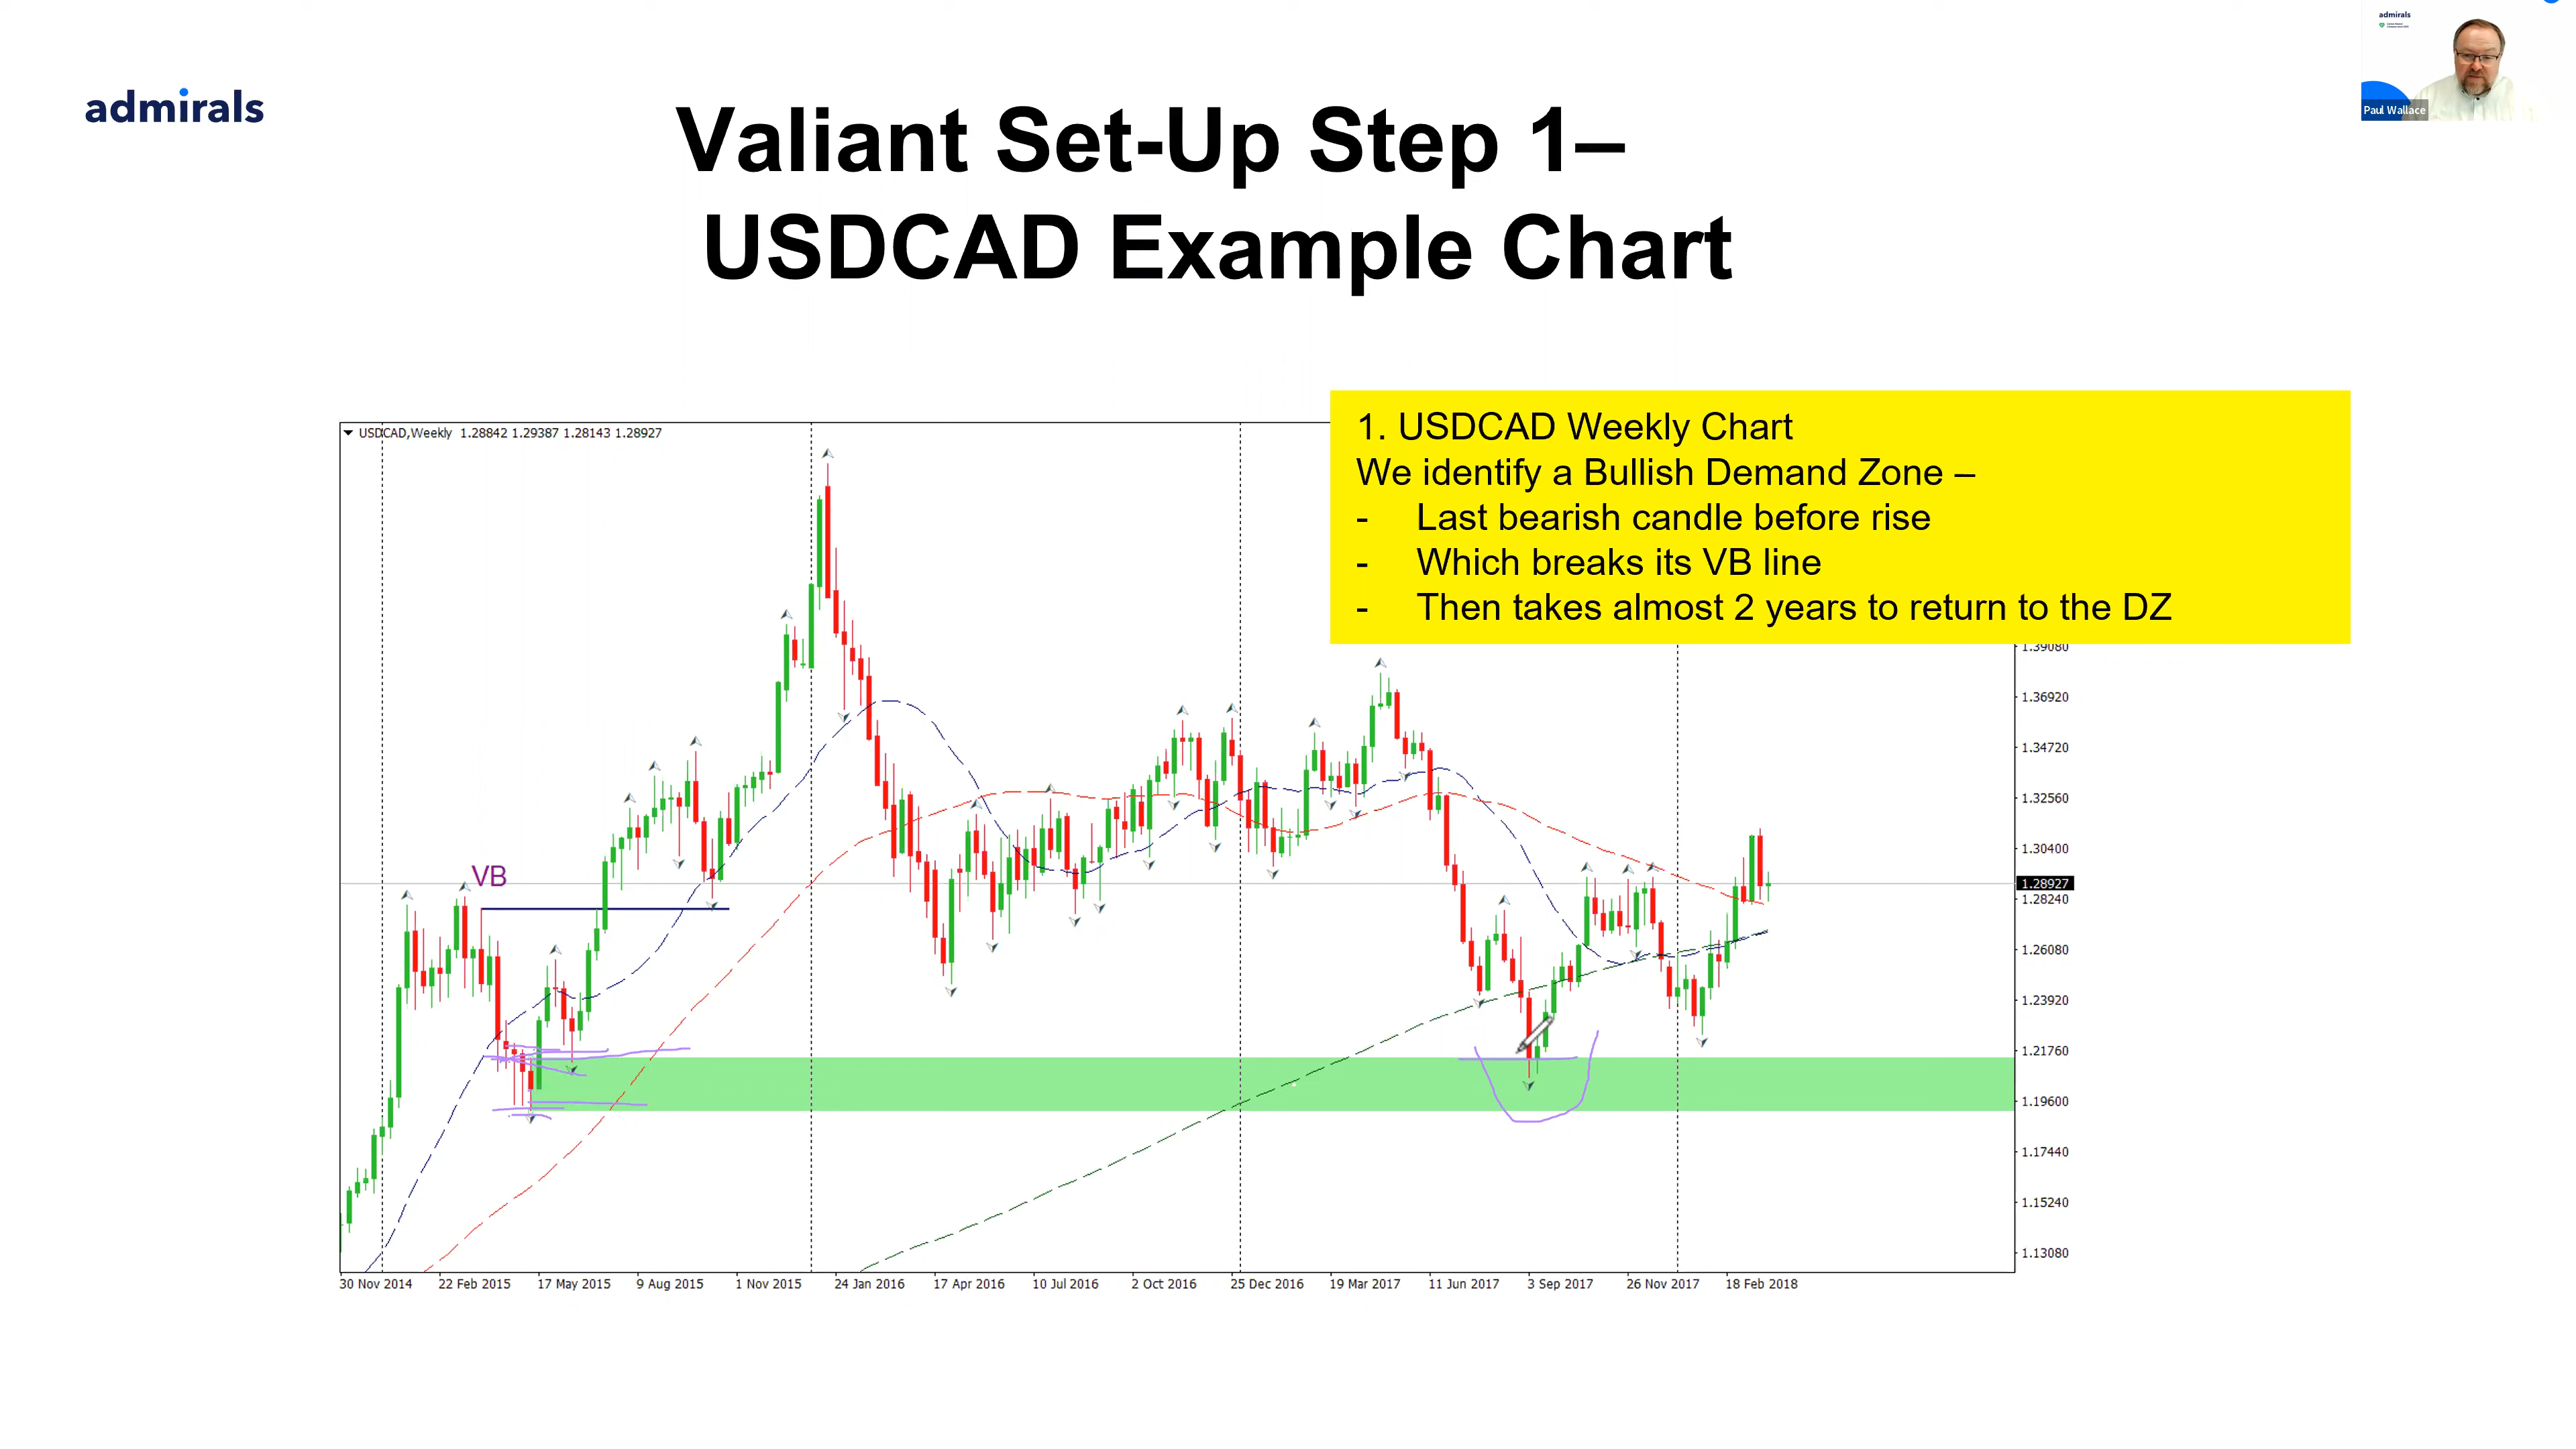 admirals
admirals
Paul Wallace
Valiant Set-Up Step 1–
USDCAD Example Chart
1. USDCAD Weekly Chart
We identify a Bullish Demand Zone –
- Last bearish candle before rise
- Which breaks its VB line
- Then takes almost 2 years to return to the DZ
USDCAD,Weekly 1.28842 1.29387 1.28143 1.28927
VB
1.39080
1.36920
1.34720
1.32560
1.30400
1.28927
1.28240
1.26080
1.23920
1.21760
1.19600
1.17440
1.15240
1.13080
30 Nov 2014 22 Feb 2015 17 May 2015 9 Aug 2015 1 Nov 2015 24 Jan 2016 17 Apr 2016 10 Jul 2016 2 Oct 2016 25 Dec 2016 19 Mar 2017 11 Jun 2017 3 Sep 2017 26 Nov 2017 18 Feb 2018